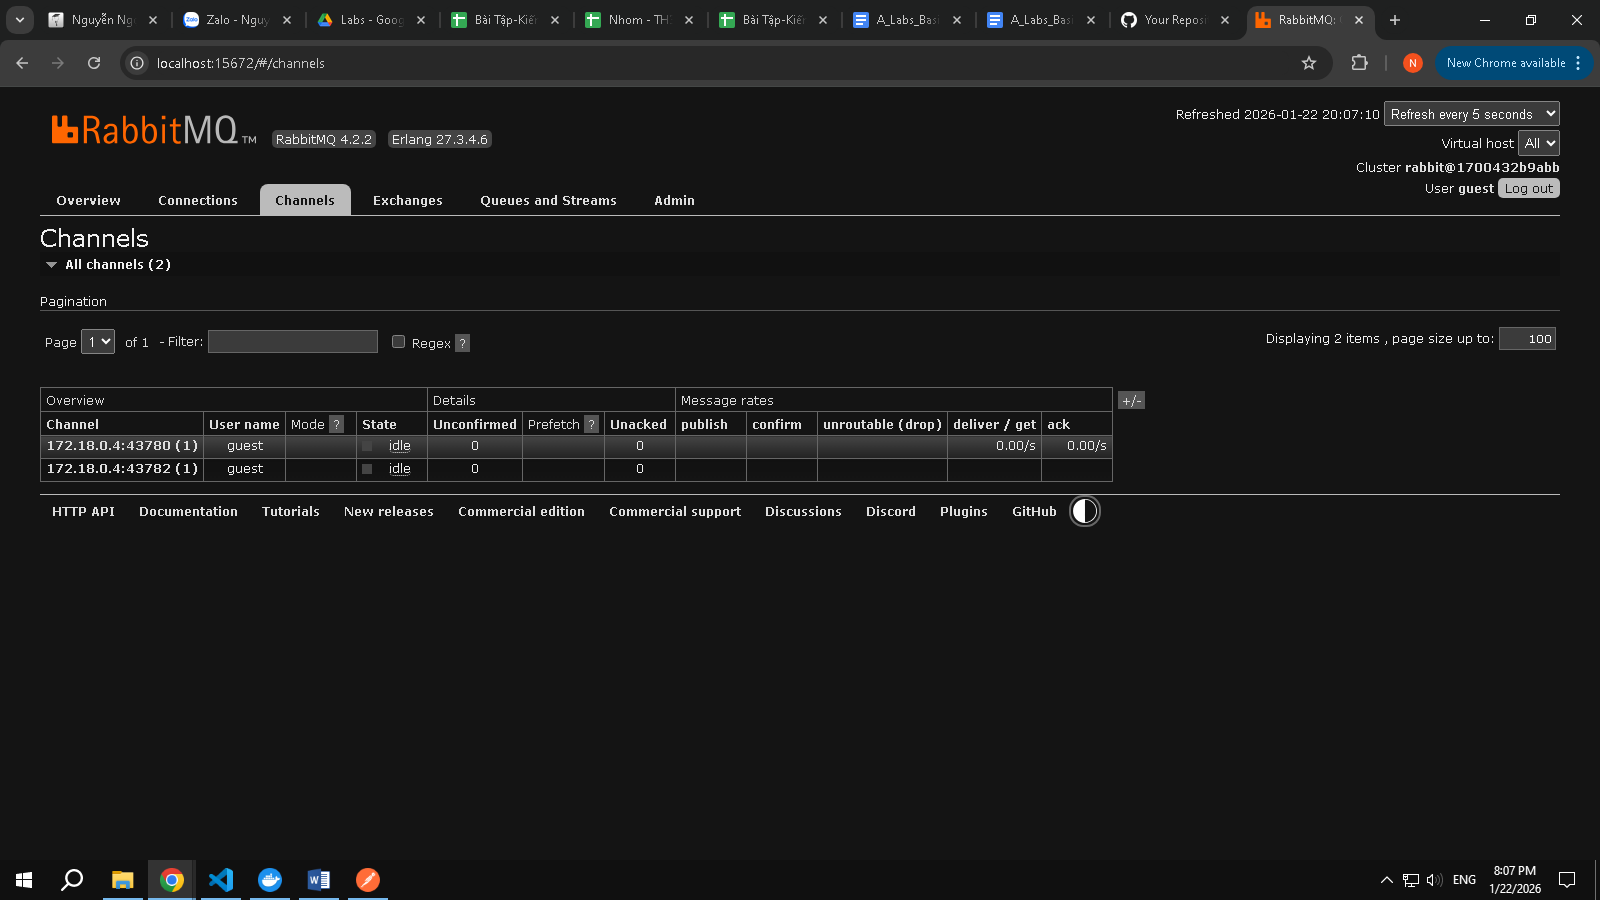 Nguyễn Ng
Zalo - Nguy
Labs - Goog
Bài Tập-Kiến
Nhom - TH
Bài Tập-Kiến
A_Labs_Basi
A_Labs_Basi
Your Reposi
RabbitMQ:
localhost:15672/#/channels
N
New Chrome available
RabbitMQ TM
RabbitMQ 4.2.2
Erlang 27.3.4.6
Refreshed 2026-01-22 20:07:10 Refresh every 5 seconds
Virtual host All
Cluster rabbit@1700432b9abb
User guest Log out
Overview Connections Channels Exchanges Queues and Streams Admin
Channels
All channels (2)
Pagination
Page 1 of 1 - Filter: Regex ?
Displaying 2 items , page size up to: 100
Overview Details Message rates +/-
Channel User name Mode ? State Unconfirmed Prefetch ? Unacked publish confirm unroutable (drop) deliver / get ack
172.18.0.4:43780 (1) guest idle 0 0 0.00/s 0.00/s
172.18.0.4:43782 (1) guest idle 0 0
HTTP API Documentation Tutorials New releases Commercial edition Commercial support Discussions Discord Plugins GitHub
ENG
8:07 PM
1/22/2026